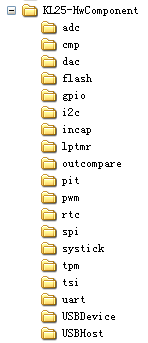 KL25-HwComponent
adc
cmp
dac
flash
gpio
i2c
incap
lptmr
outcompare
pit
pwm
rtc
spi
systick
tpm
tsi
uart
USBDevice
USBHost